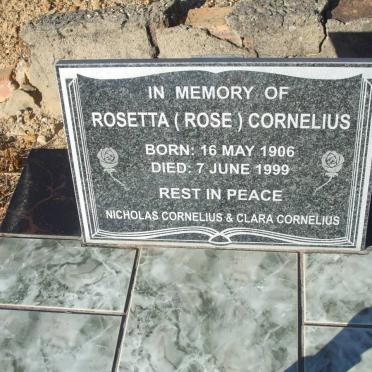 IN MEMORY OF
ROSETTA ( ROSE ) CORNELIUS
BORN: 16 MAY 1906
DIED: 7 JUNE 1999
REST IN PEACE
NICHOLAS CORNELIUS & CLARA CORNELIUS